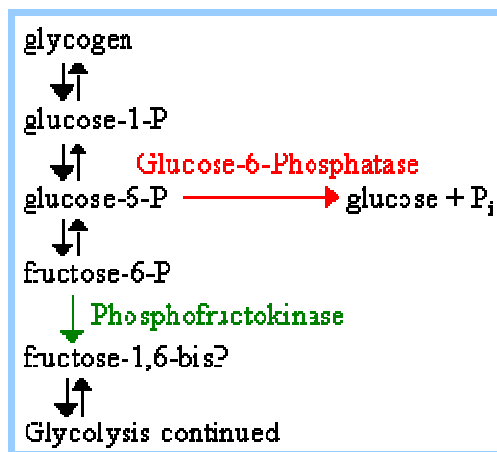 glycogen
glucose-1-P
Glucose-6-Phosphatase
glucose-6-P glucose + Pi
fructose-6-P
Phosphofructokinase
fructose-1,6-bisP
Glycolysis continued